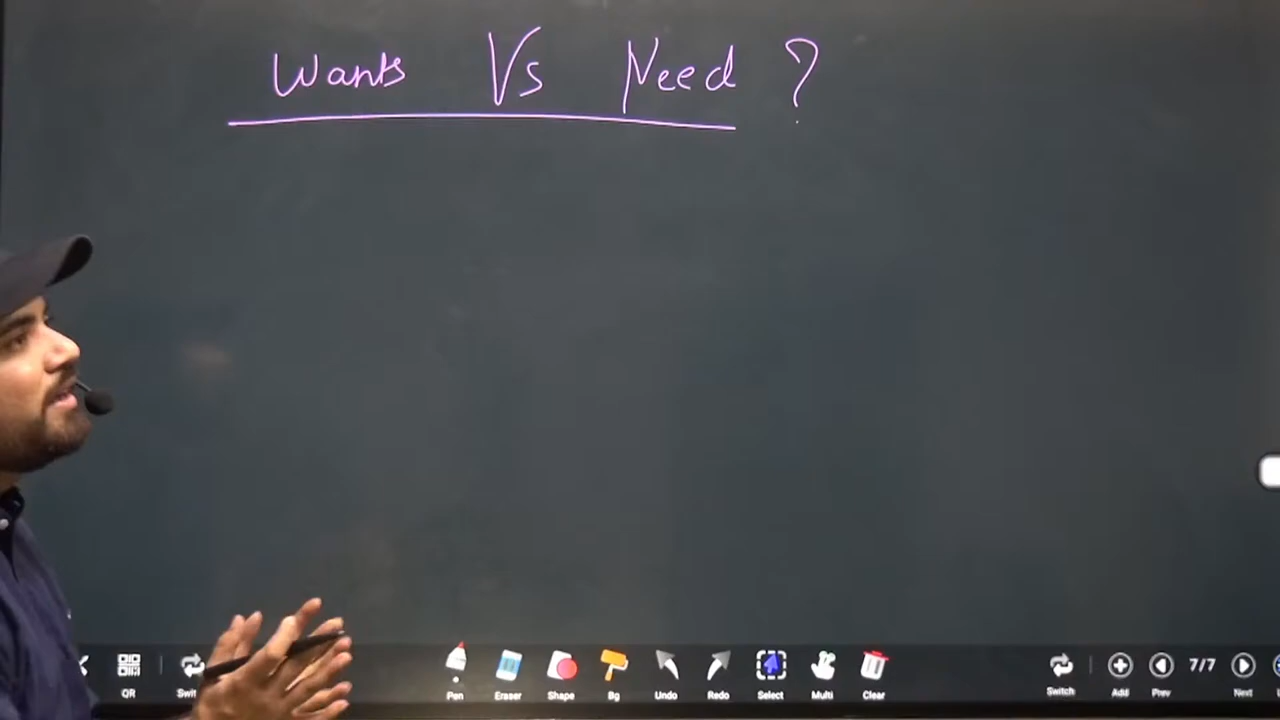 Wants Vs Need ?
QR
Pen
Eraser
Shape
Bg
Undo
Redo
Select
Multi
Clear
Switch
Add
Prev
7/7
Next